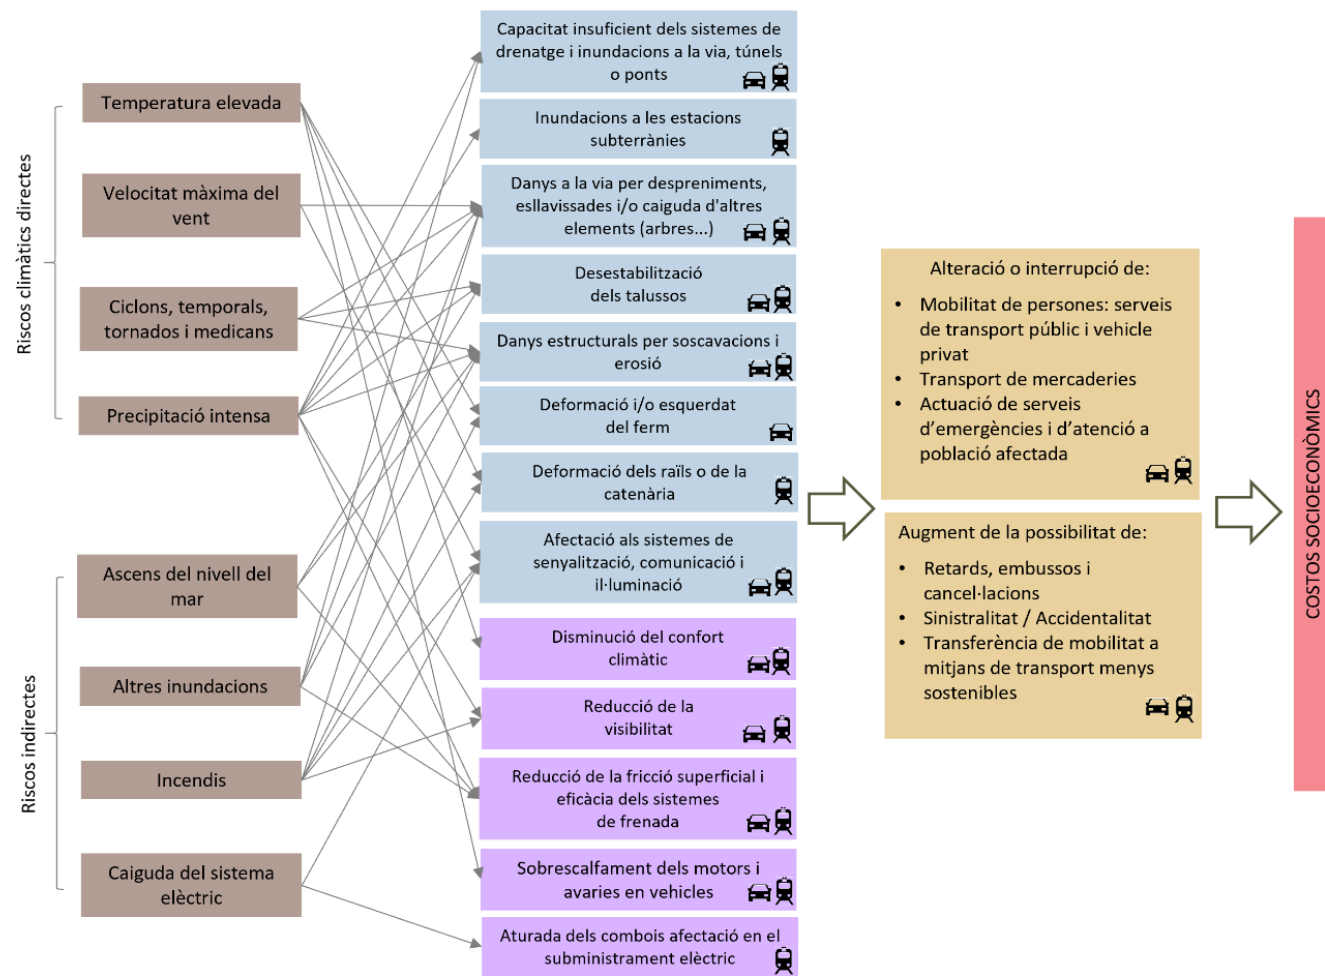 Riscos climàtics directes
Temperatura elevada
Velocitat màxima del
vent
Ciclons, temporals,
tornados i medicans
Precipitació intensa
Riscos indirectes
Ascens del nivell del
mar
Altres inundacions
Incendis
Caiguda del sistema
elèctric
Capacitat insuficient dels sistemes de
drenatge i inundacions a la via, túnels
o ponts
Inundacions a les estacions
subterrànies
Danys a la via per despreniments,
esllavissades i/o caiguda d'altres
elements (arbres...)
Desestabilització
dels talussos
Danys estructurals per soscavacions i
erosió
Deformació i/o esquerdat
del ferm
Deformació dels raïls o de la
catenària
Afectació als sistemes de
senyalització, comunicació i
il·luminació
Disminució del confort
climàtic
Reducció de la
visibilitat
Reducció de la fricció superficial i
eficàcia dels sistemes
de frenada
Sobrescalfament dels motors i
avaries en vehicles
Aturada dels combois afectació en el
subministrament elèctric
Alteració o interrupció de:
• Mobilitat de persones: serveis
de transport públic i vehicle
privat
• Transport de mercaderies
• Actuació de serveis
d’emergències i d’atenció a
població afectada
Augment de la possibilitat de:
• Retards, embussos i
cancel·lacions
• Sinistralitat / Accidentalitat
• Transferència de mobilitat a
mitjans de transport menys
sostenibles
COSTOS SOCIOECONÒMICS